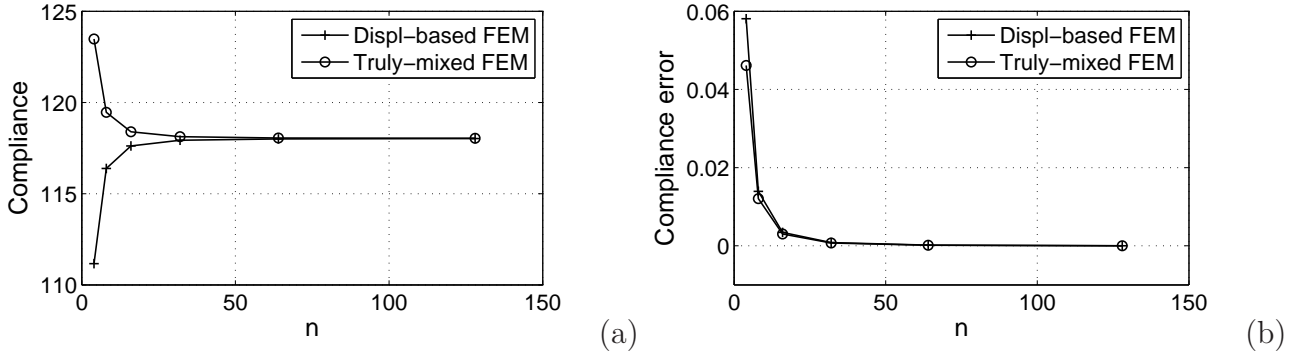 125
120
115
110
Compliance
0
50
100
150
n
Displ-based FEM
Truly-mixed FEM
(a)
0.06
0.04
0.02
0
Compliance error
0
50
100
150
n
Displ-based FEM
Truly-mixed FEM
(b)